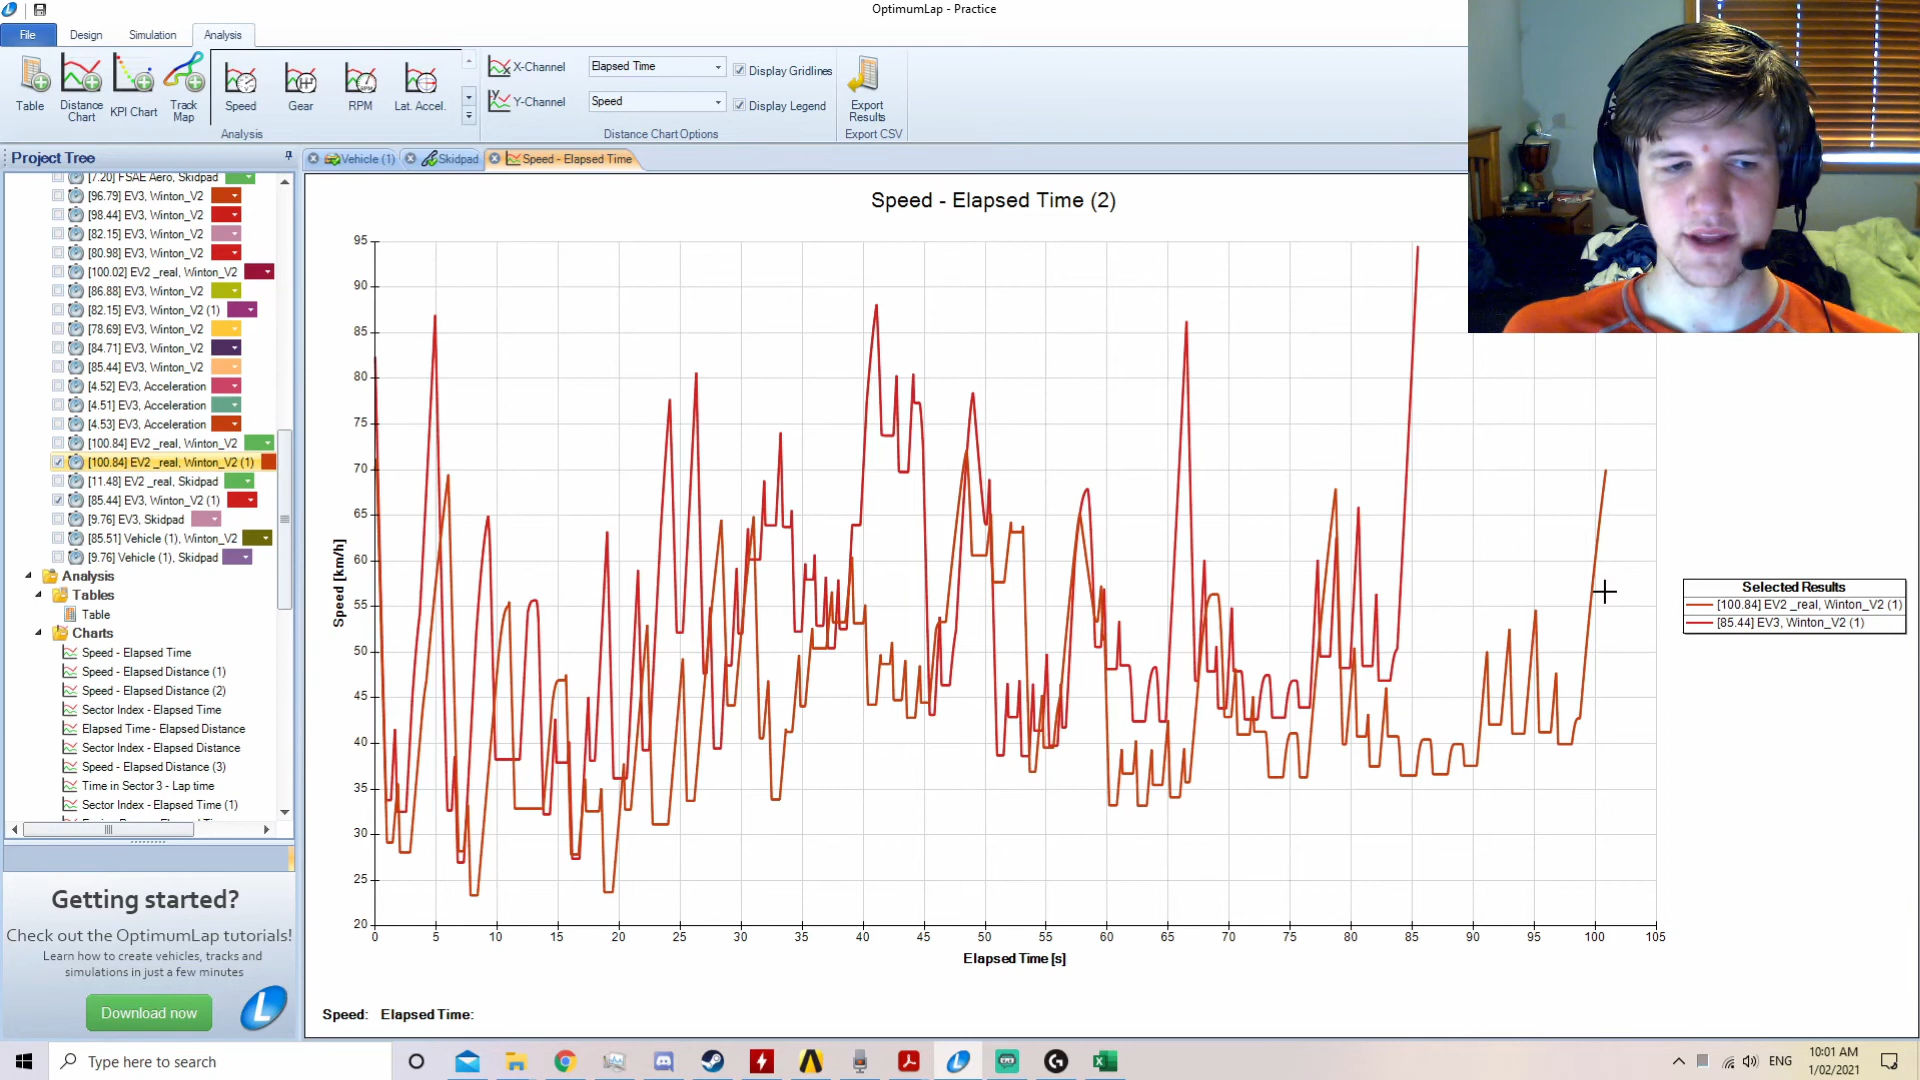 OptimumLap - Practice
File
Design
Simulation
Analysis
Table
Distance Chart
KPI Chart
Track Map
Speed
Gear
RPM
Lat. Accel.
Analysis
X-Channel
Elapsed Time
Y-Channel
Speed
Display Gridlines
Display Legend
Distance Chart Options
Export Results
Export CSV
Project Tree
Vehicle (1)
Skidpad
Speed - Elapsed Time
[7.20] FSAE Aero, Skidpad
[96.79] EV3, Winton_V2
[98.44] EV3, Winton_V2
[82.15] EV3, Winton_V2
[80.98] EV3, Winton_V2
[100.02] EV2 _real, Winton_V2
[86.88] EV3, Winton_V2
[82.15] EV3, Winton_V2 (1)
[78.69] EV3, Winton_V2
[84.71] EV3, Winton_V2
[85.44] EV3, Winton_V2
[4.52] EV3, Acceleration
[4.51] EV3, Acceleration
[4.53] EV3, Acceleration
[100.84] EV2 _real, Winton_V2
[100.84] EV2 _real, Winton_V2 (1)
[11.48] EV2 _real, Skidpad
[85.44] EV3, Winton_V2 (1)
[9.76] EV3, Skidpad
[85.51] Vehicle (1), Winton_V2
[9.76] Vehicle (1), Skidpad
Analysis
Tables
Table
Charts
Speed - Elapsed Time
Speed - Elapsed Distance (1)
Speed - Elapsed Distance (2)
Sector Index - Elapsed Time
Elapsed Time - Elapsed Distance
Sector Index - Elapsed Distance
Speed - Elapsed Distance (3)
Time in Sector 3 - Lap time
Sector Index - Elapsed Time (1)
Getting started?
Check out the OptimumLap tutorials!
Learn how to create vehicles, tracks and
simulations in just a few minutes
Download now
Speed - Elapsed Time (2)
95
90
85
80
75
70
65
60
55
50
45
40
35
30
25
20
Speed [km/h]
0 5 10 15 20 25 30 35 40 45 50 55 60 65 70 75 80 85 90 95 100 105
Elapsed Time [s]
Selected Results
[100.84] EV2 _real, Winton_V2 (1)
[85.44] EV3, Winton_V2 (1)
Speed: Elapsed Time:
Type here to search
ENG
10:01 AM
1/02/2021